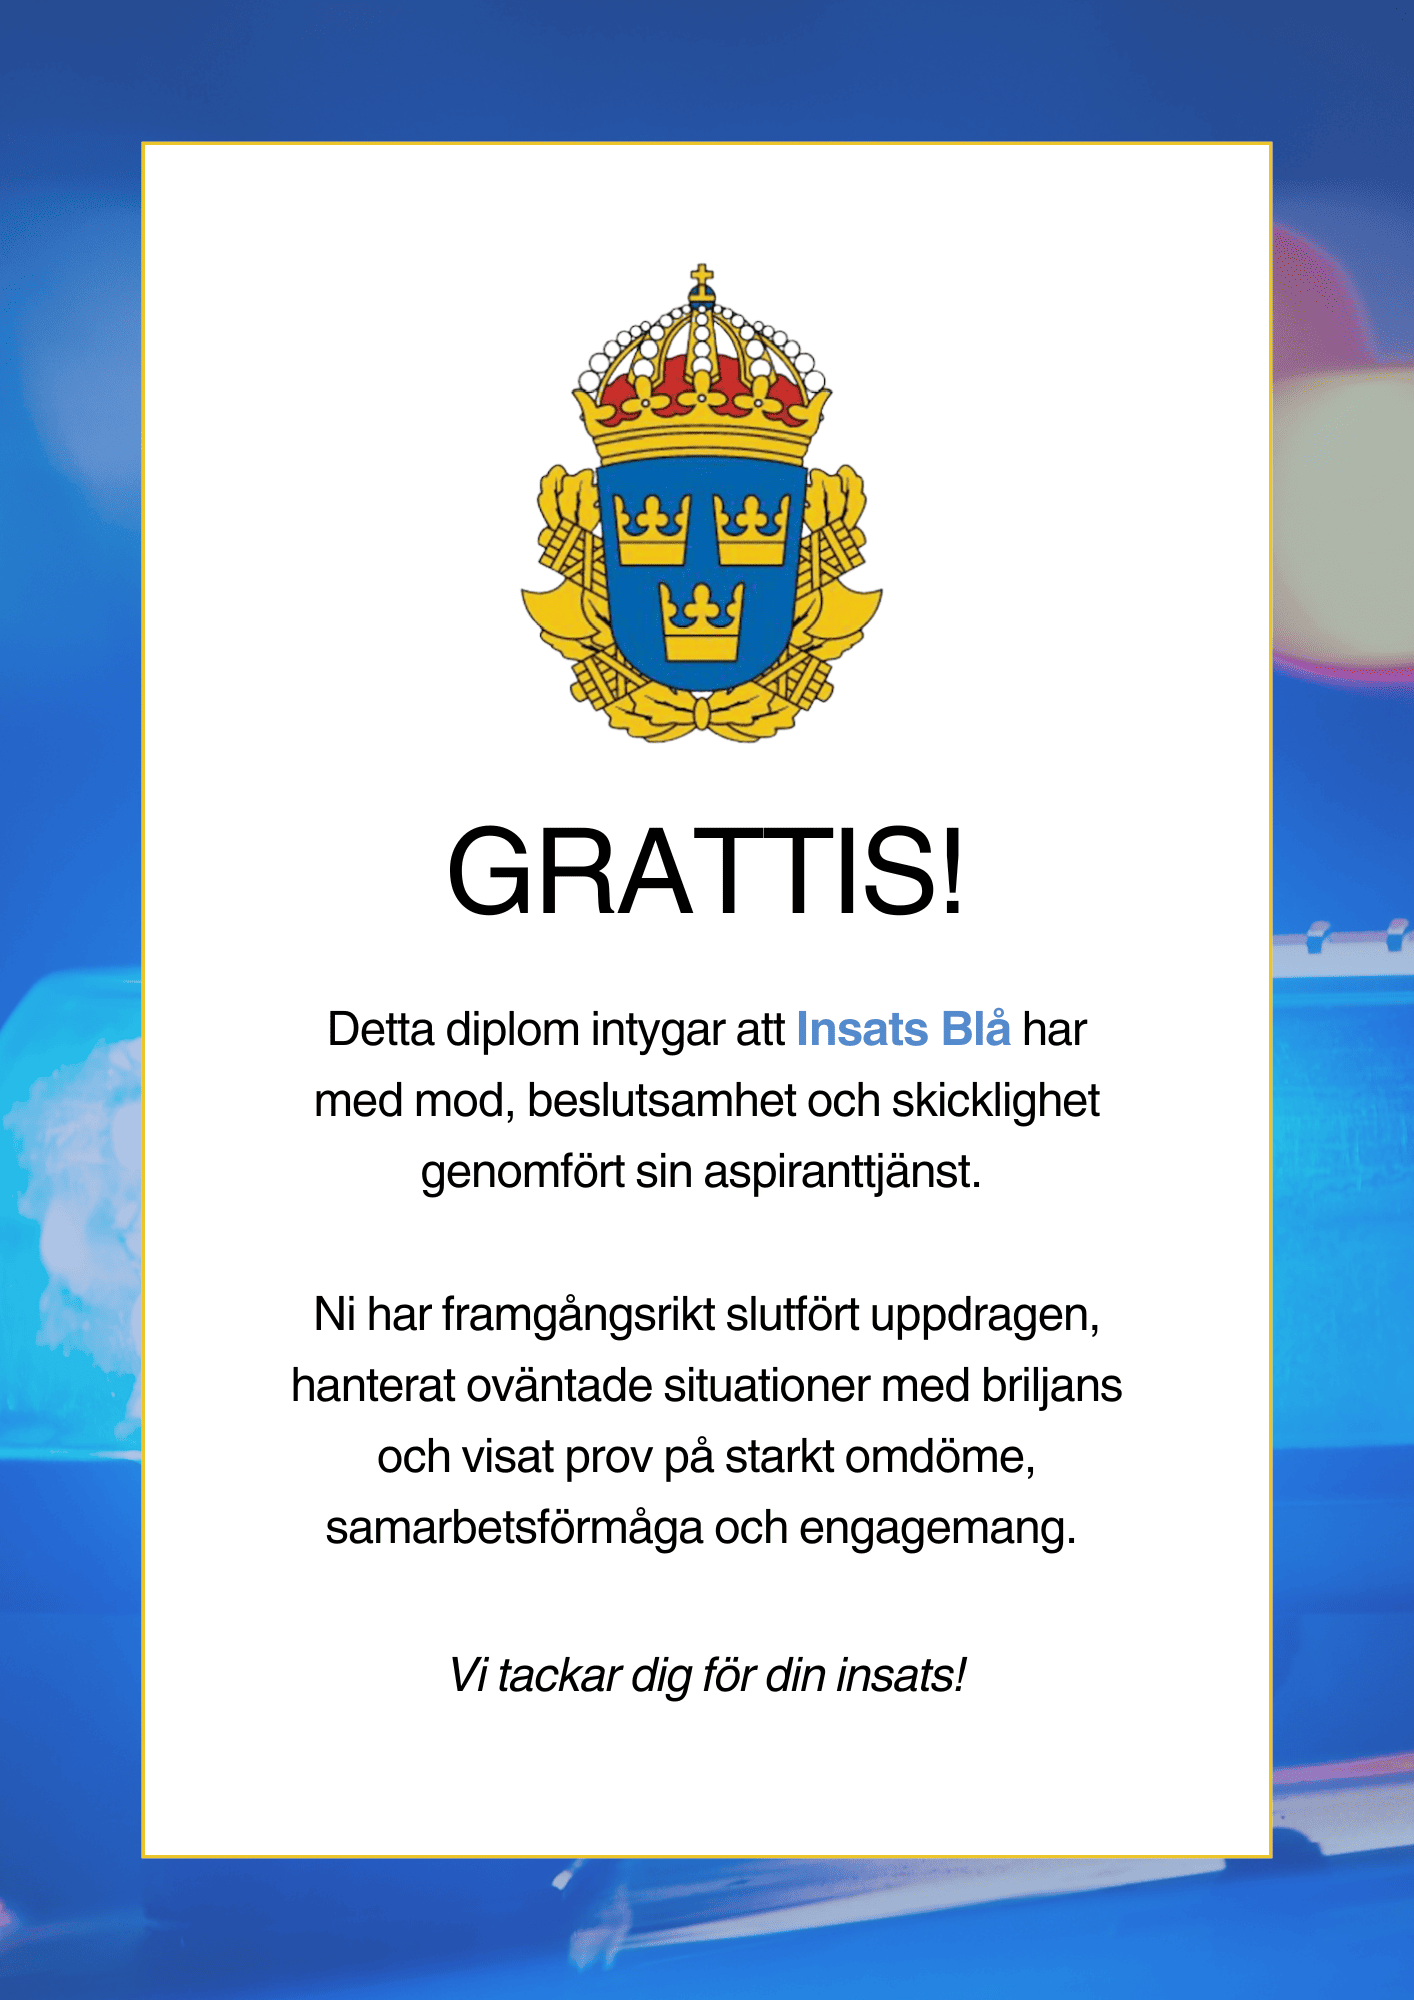 GRATTIS!
Detta diplom intygar att Insats Blå har
med mod, beslutsamhet och skicklighet
genomfört sin aspiranttjänst.
Ni har framgångsrikt slutfört uppdragen,
hanterat oväntade situationer med briljans
och visat prov på starkt omdöme,
samarbetsförmåga och engagemang.
Vi tackar dig för din insats!